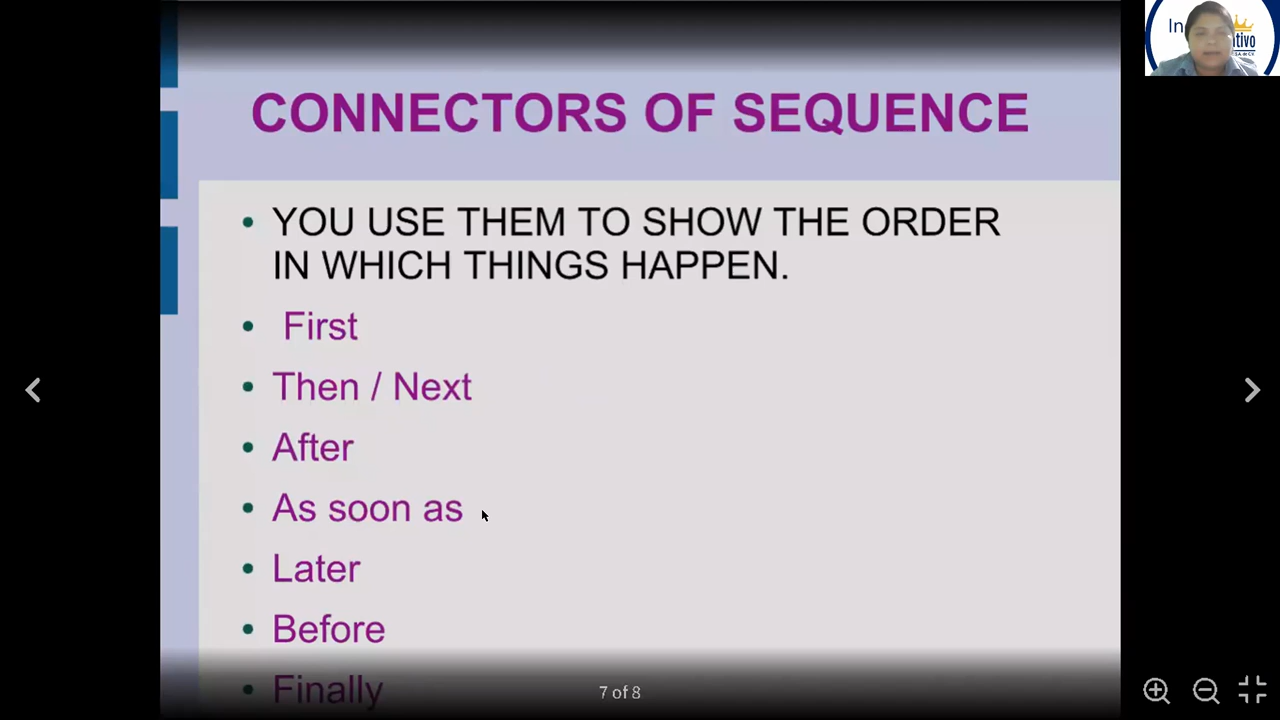 CONNECTORS OF SEQUENCE
• YOU USE THEM TO SHOW THE ORDER
IN WHICH THINGS HAPPEN.
• First
• Then / Next
• After
• As soon as
• Later
• Before
• Finally
7 of 8